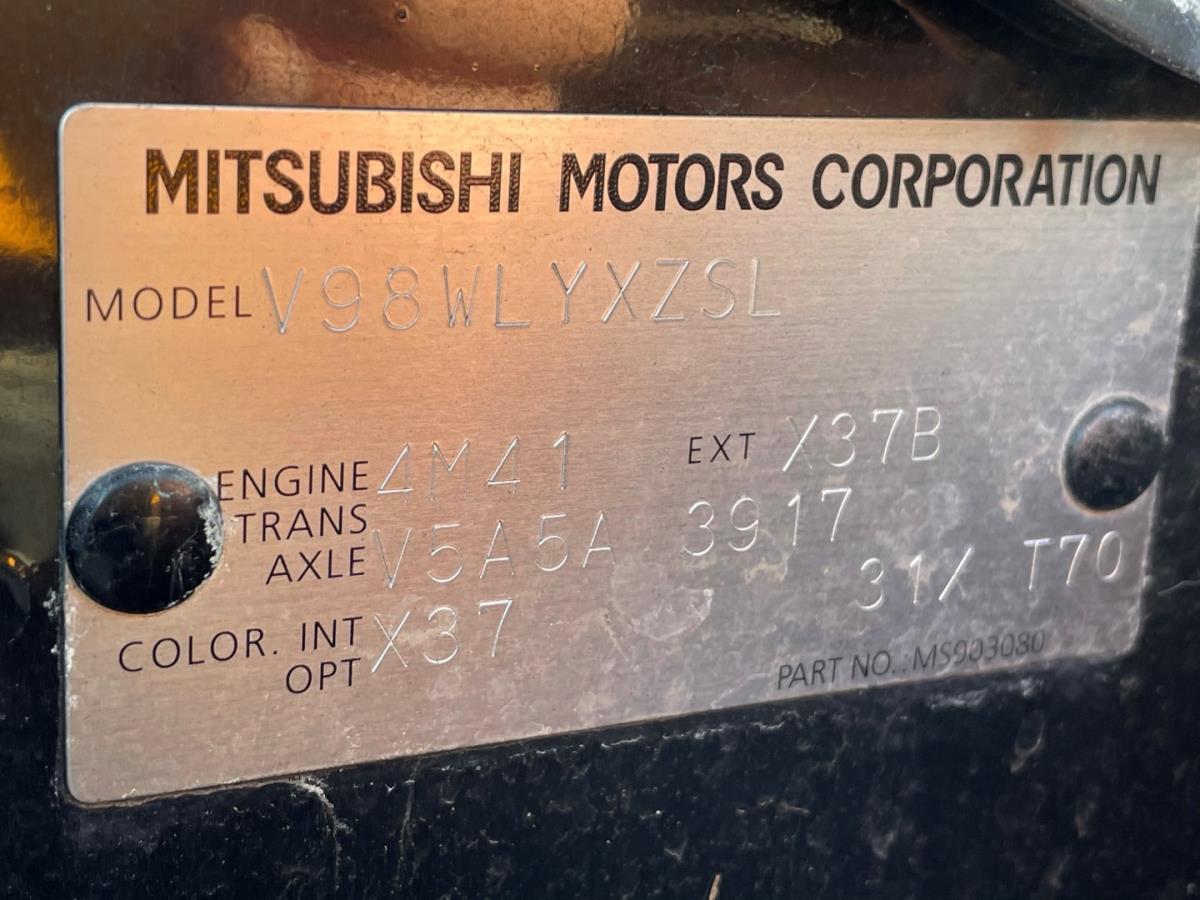 MITSUBISHI MOTORS CORPORATION
MODEL V98WLYXZSL
ENGINE 4M41 EXT X37B
TRANS
AXLE V5A5A 3917
COLOR. INT X37 31X T70
OPT
PART NO.:MS903080